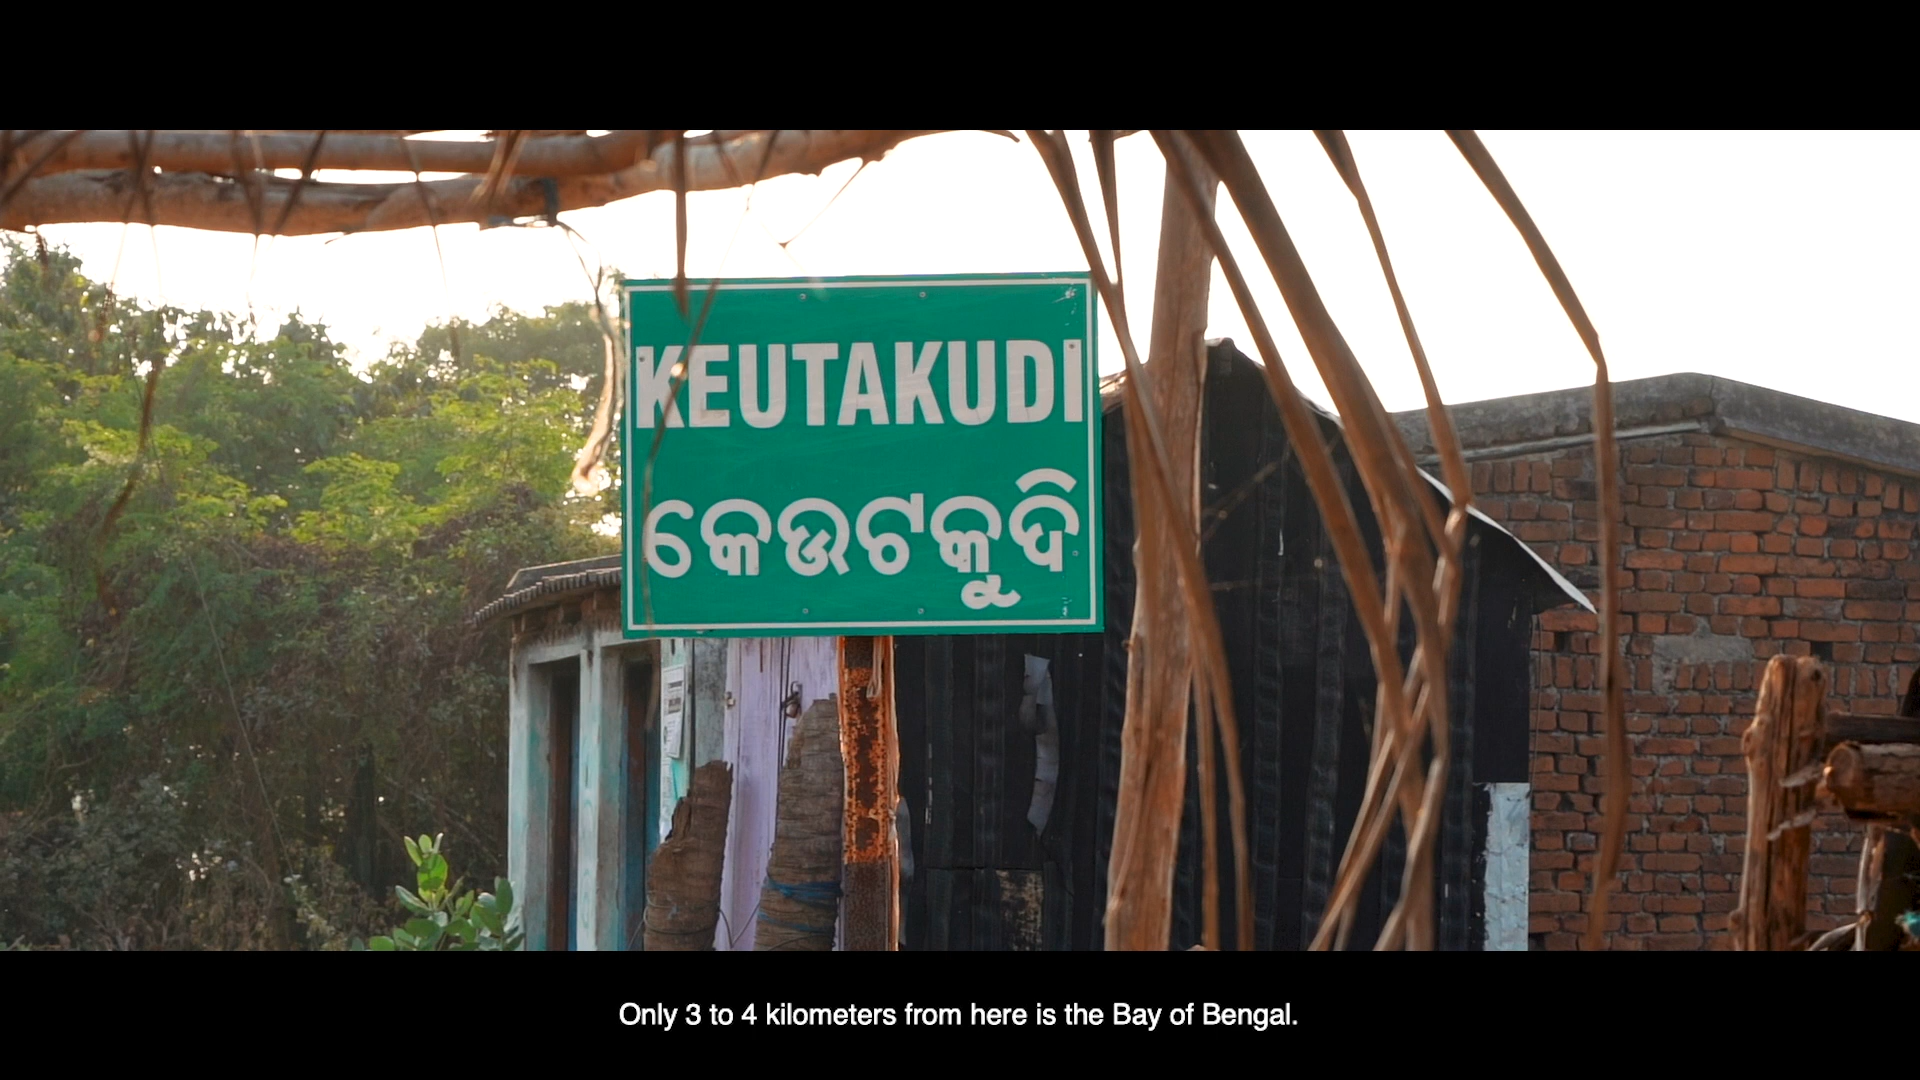 KEUTAKUDI
କେଉଟକୁଦି
Only 3 to 4 kilometers from here is the Bay of Bengal.